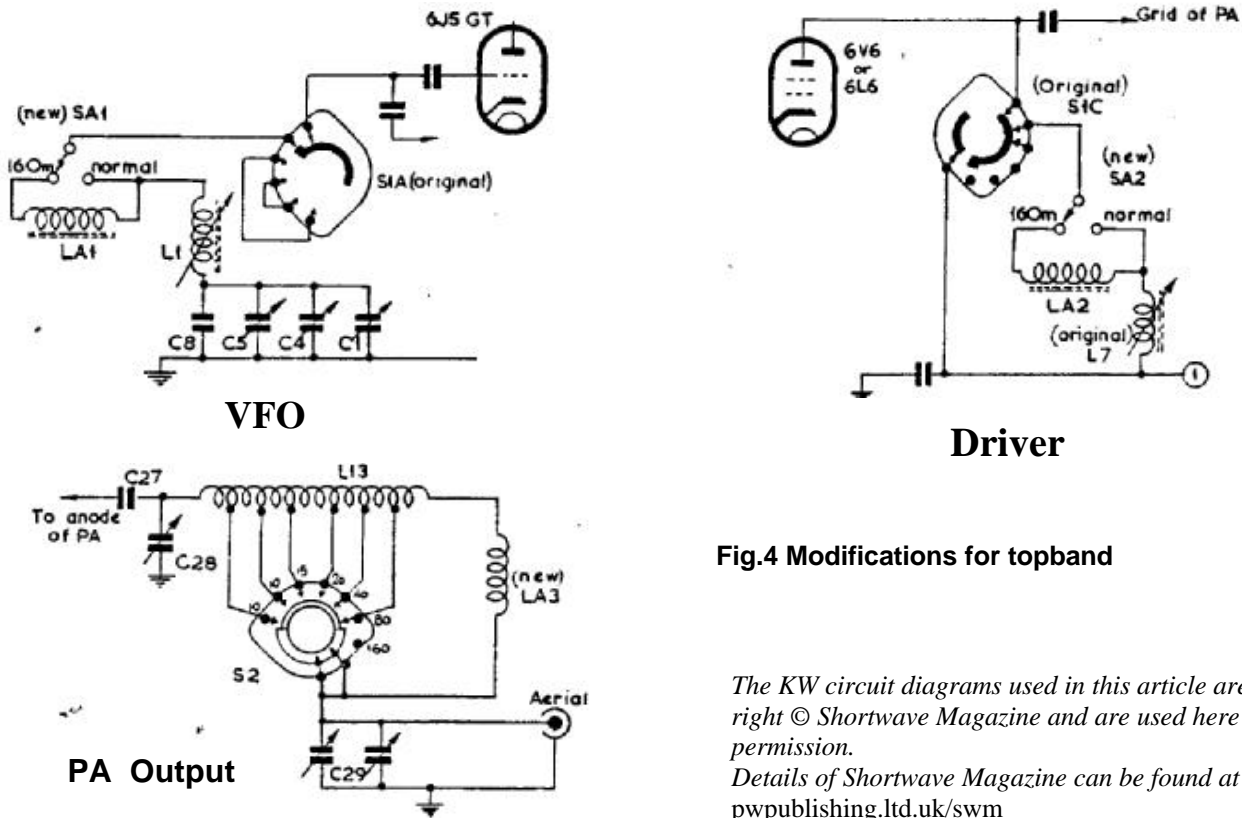 6J5 GT
(new) SA1
160m
normal
S1A (original)
LA1
L1
C8
C5
C4
C1
VFO
Grid of PA
6V6
or
6L6
(Original)
S1C
(new)
SA2
160m
normal
LA2
(original)
L7
1
Driver
C27
L13
To anode
of PA
C28
10
10
15
20
40
80
160
S2
(new)
LA3
Aerial
C29
PA Output
Fig.4 Modifications for topband
The KW circuit diagrams used in this article are
right © Shortwave Magazine and are used here
permission.
Details of Shortwave Magazine can be found at
pwpublishing.ltd.uk/swm